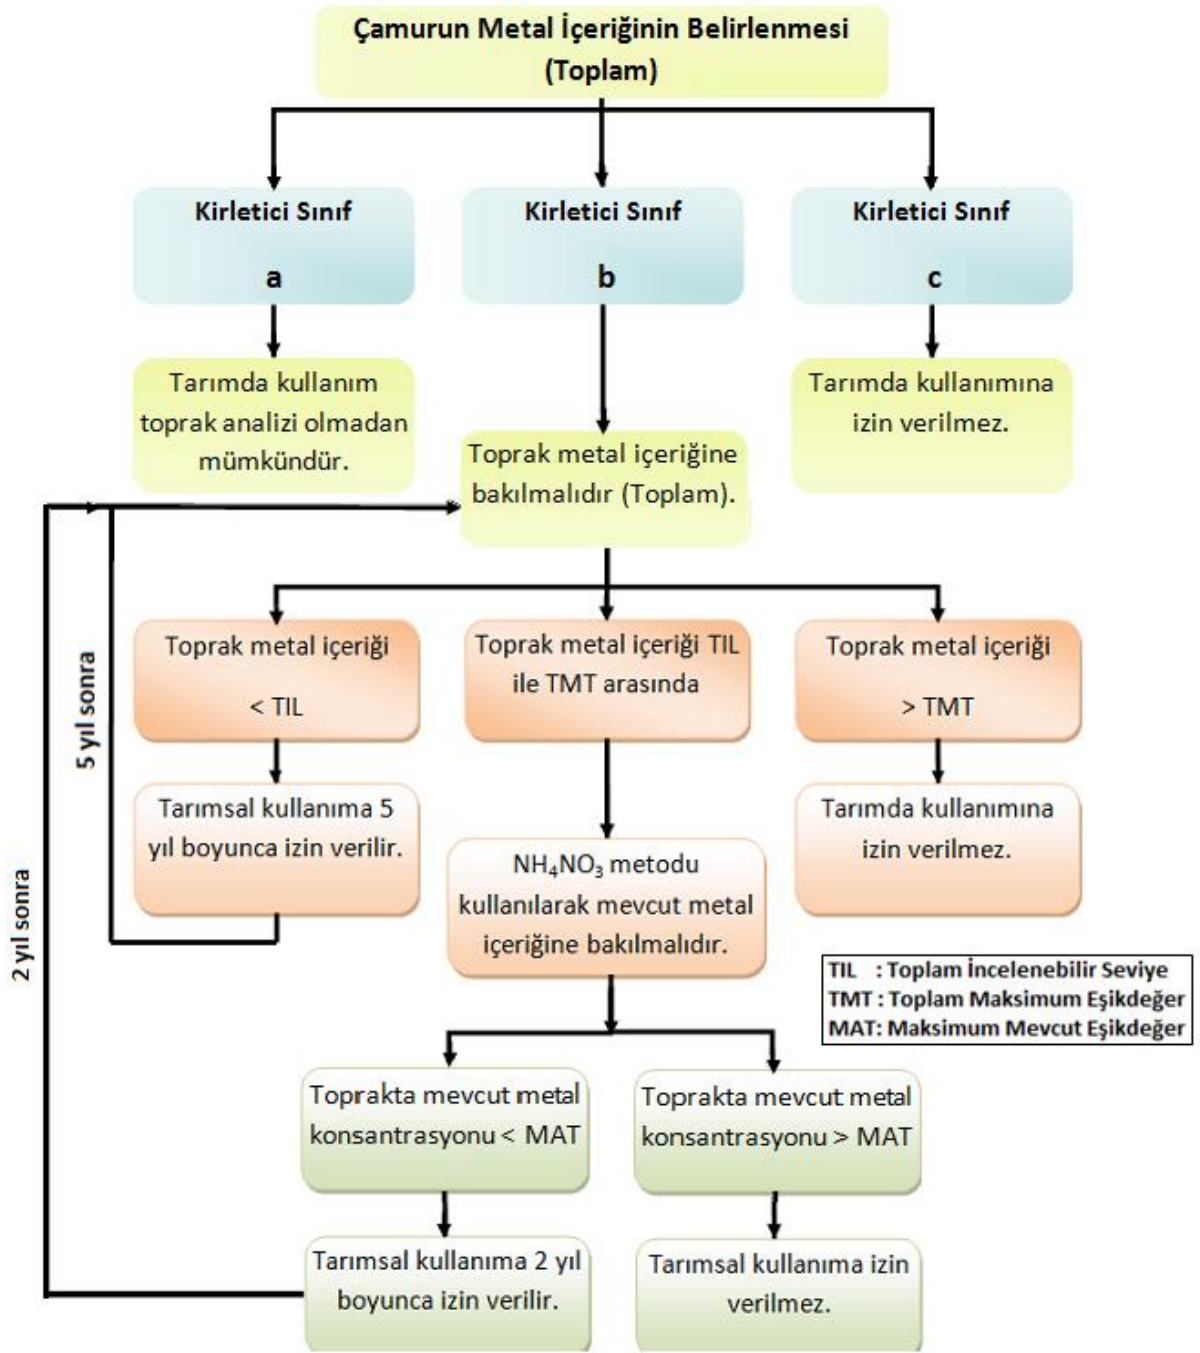 Çamurun Metal İçeriğinin Belirlenmesi
(Toplam)
Kirletici Sınıf
a
Kirletici Sınıf
b
Kirletici Sınıf
c
Tarımda kullanım
toprak analizi olmadan
mümkündür.
Toprak metal içeriğine
bakılmalıdır (Toplam).
Tarımda kullanımına
izin verilmez.
Toprak metal içeriği
< TIL
Toprak metal içeriği TIL
ile TMT arasında
Toprak metal içeriği
> TMT
5 yıl sonra
Tarımsal kullanıma 5
yıl boyunca izin verilir.
Tarımda kullanımına
izin verilmez.
NH₄NO₃ metodu
kullanılarak mevcut metal
içeriğine bakılmalıdır.
2 yıl sonra
TIL : Toplam İncelenebilir Seviye
TMT : Toplam Maksimum Eşikdeğer
MAT: Maksimum Mevcut Eşikdeğer
Toprakta mevcut metal
konsantrasyonu < MAT
Toprakta mevcut metal
konsantrasyonu > MAT
Tarımsal kullanıma 2 yıl
boyunca izin verilir.
Tarımsal kullanıma izin
verilmez.